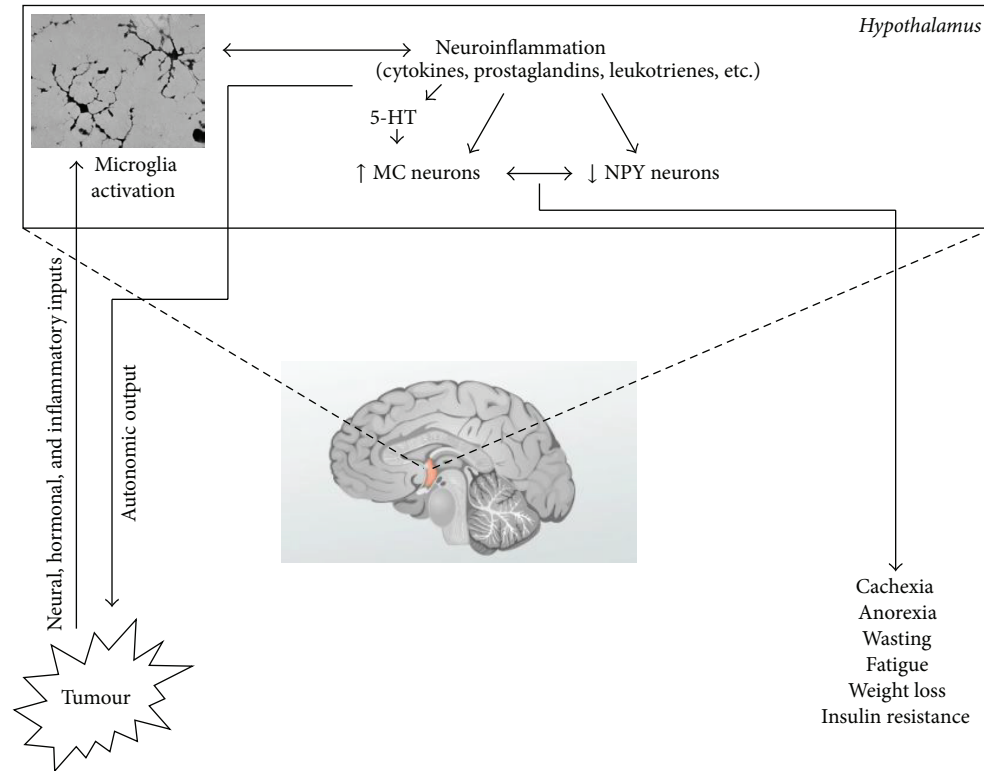 Hypothalamus
Neuroinflammation
(cytokines, prostaglandins, leukotrienes, etc.)
5-HT
↑ MC neurons
↓ NPY neurons
Microglia
activation
Neural, hormonal, and inflammatory inputs
Autonomic output
Tumour
Cachexia
Anorexia
Wasting
Fatigue
Weight loss
Insulin resistance